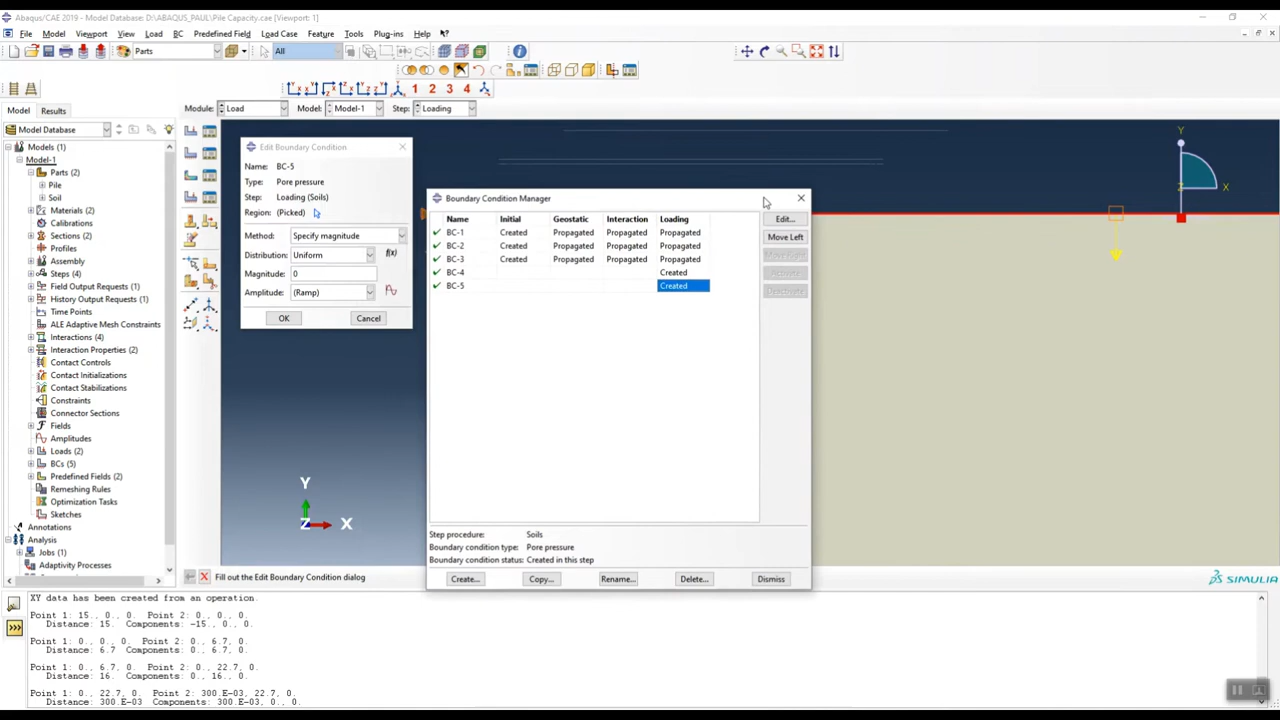 Abaqus/CAE 2019 - Model Database: D:\ABAQUS_PAUL\Pile Capacity.cae [Viewport: 1]
File Model Viewport View Load BC Predefined Field Load Case Feature Tools Plug-ins Help
Parts All
1 2 3 4
Model Results Module: Load Model: Model-1 Step: Loading
Model Database
Models (1)
Model-1
Parts (2)
Pile
Soil
Materials (2)
Calibrations
Sections (2)
Profiles
Assembly
Steps (4)
Field Output Requests (1)
History Output Requests (1)
Time Points
ALE Adaptive Mesh Constraints
Interactions (4)
Interaction Properties (2)
Contact Controls
Contact Initializations
Contact Stabilizations
Constraints
Connector Sections
Fields
Amplitudes
Loads (2)
BCs (5)
Predefined Fields (2)
Remeshing Rules
Optimization Tasks
Sketches
Annotations
Analysis
Jobs (1)
Adaptivity Processes
Edit Boundary Condition
Name: BC-5
Type: Pore pressure
Step: Loading (Soils)
Region: (Picked)
Method: Specify magnitude
Distribution: Uniform f(x)
Magnitude: 0
Amplitude: (Ramp)
OK Cancel
Boundary Condition Manager
Name Initial Geostatic Interaction Loading
BC-1 Created Propagated Propagated Propagated
BC-2 Created Propagated Propagated Propagated
BC-3 Created Propagated Propagated Propagated
BC-4 Created
BC-5 Created
Edit...
Move Left
Move Right
Activate
Deactivate
Step procedure: Soils
Boundary condition type: Pore pressure
Boundary condition status: Created in this step
Create... Copy... Rename... Delete... Dismiss
Y
Z X
Y
Z X
Fill out the Edit Boundary Condition dialog
SIMULIA
XY data has been created from an operation.
Point 1: 15., 0., 0. Point 2: 0., 0., 0.
Distance: 15. Components: -15., 0., 0.
Point 1: 0., 0., 0. Point 2: 0., 6.7, 0.
Distance: 6.7 Components: 0., 6.7, 0.
Point 1: 0., 6.7, 0. Point 2: 0., 22.7, 0.
Distance: 16. Components: 0., 16., 0.
Point 1: 0., 22.7, 0. Point 2: 300.E-03, 22.7, 0.
Distance: 300.E-03 Components: 300.E-03, 0., 0.